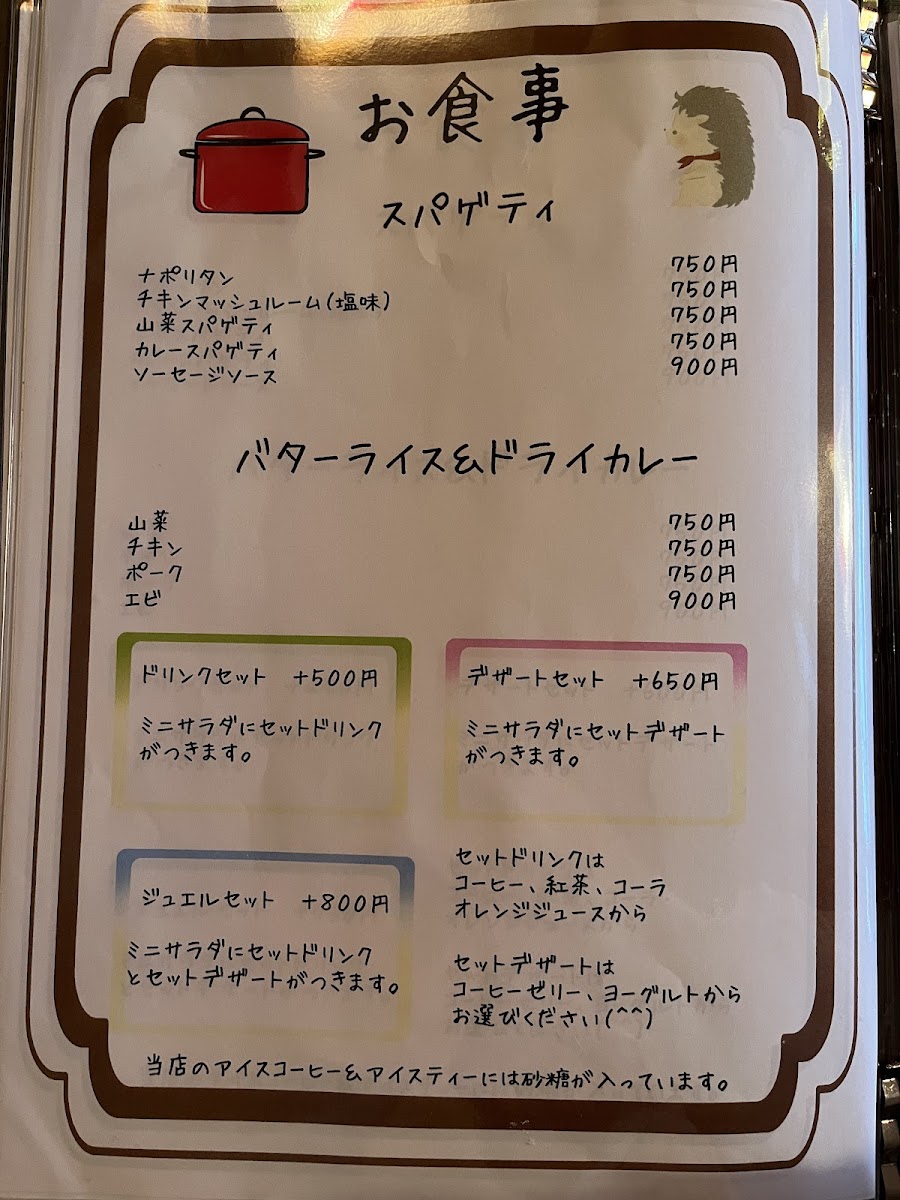 お食事
スパゲティ
ナポリタン 750円
チキンマッシュルーム(塩味) 750円
山菜スパゲティ 750円
カレースパゲティ 750円
ソーセージソース 900円
バターライス&ドライカレー
山菜 750円
チキン 750円
ポーク 750円
エビ 900円
ドリンクセット +500円
ミニサラダにセットドリンク
がつきます。
デザートセット +650円
ミニサラダにセットデザート
がつきます。
ジュエルセット +800円
ミニサラダにセットドリンク
とセットデザートがつきます。
セットドリンクは
コーヒー、紅茶、コーラ
オレンジジュースから
セットデザートは
コーヒーゼリー、ヨーグルトから
お選びください(^^)
当店のアイスコーヒー&アイスティーには砂糖が入っています。